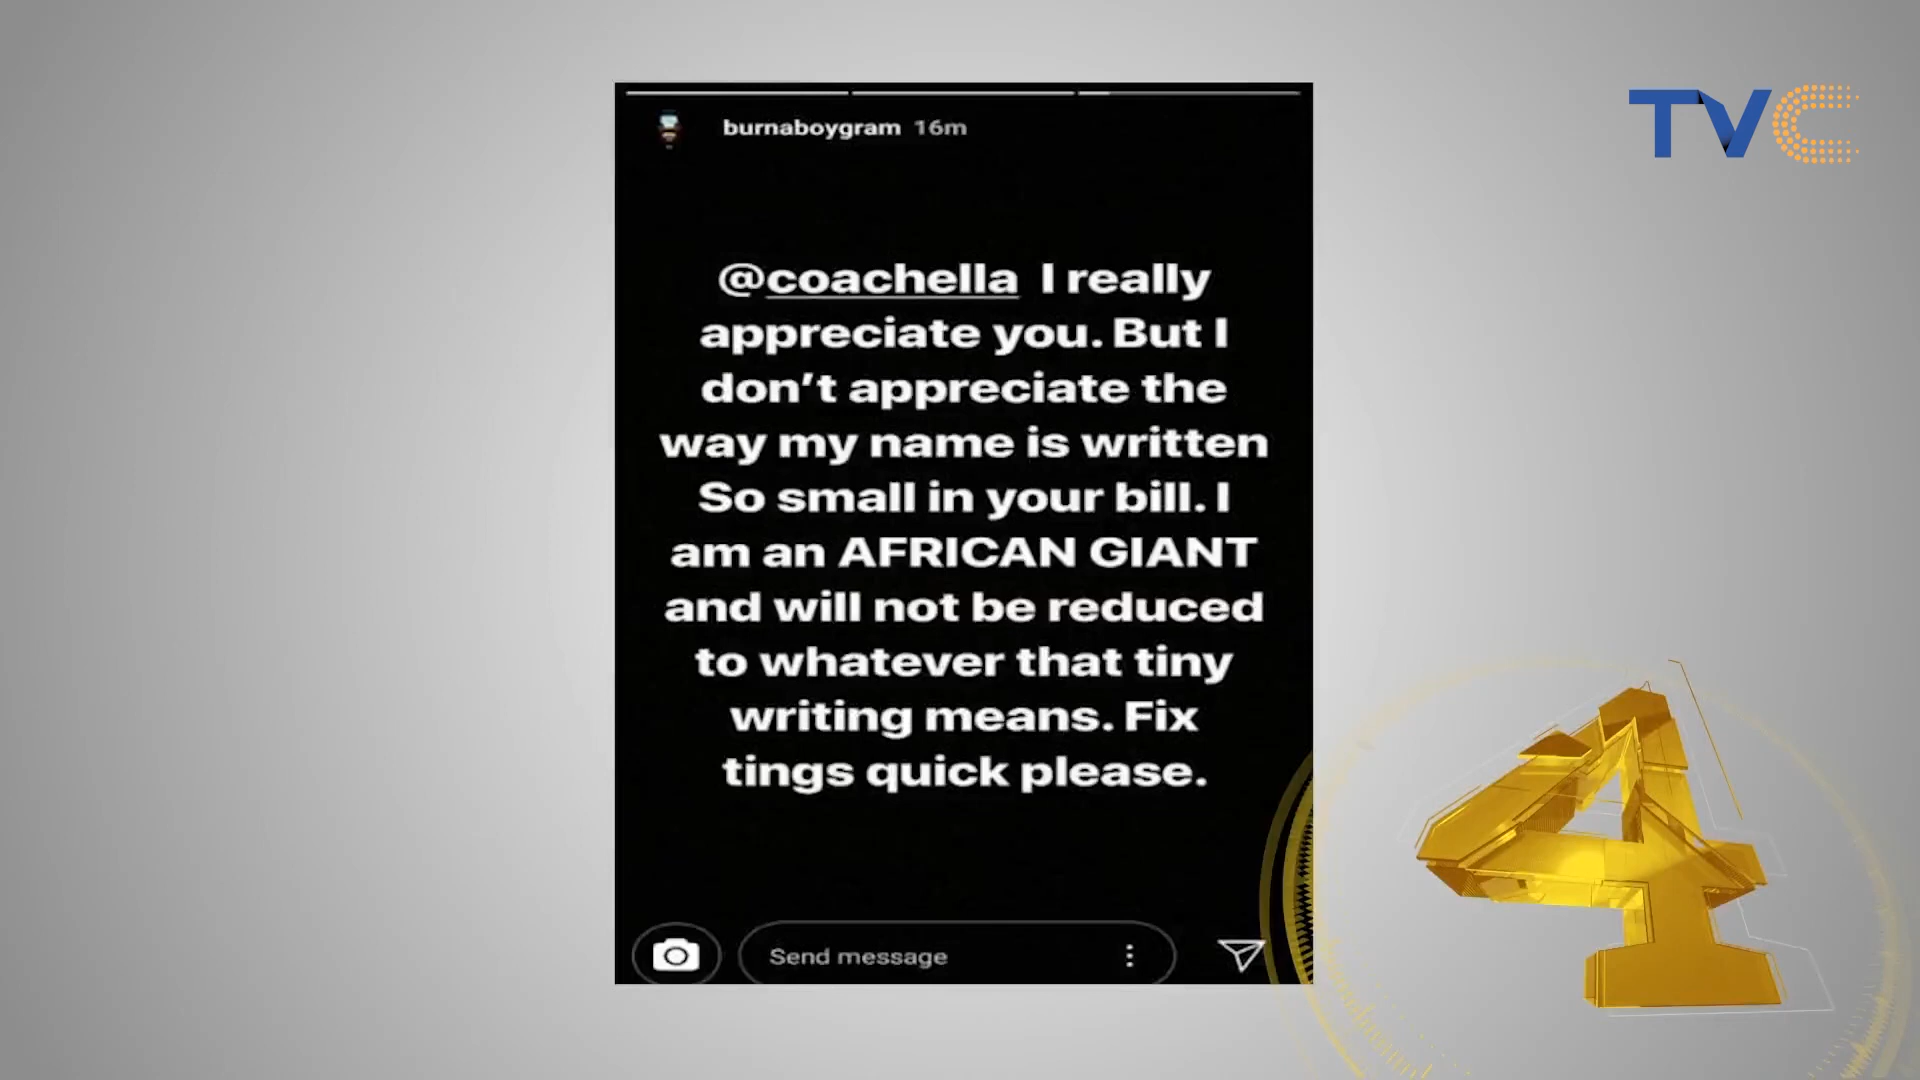 TVC
burnaboygram 16m
@coachella I really
appreciate you. But I
don't appreciate the
way my name is written
So small in your bill. I
am an AFRICAN GIANT
and will not be reduced
to whatever that tiny
writing means. Fix
tings quick please.
Send message
4